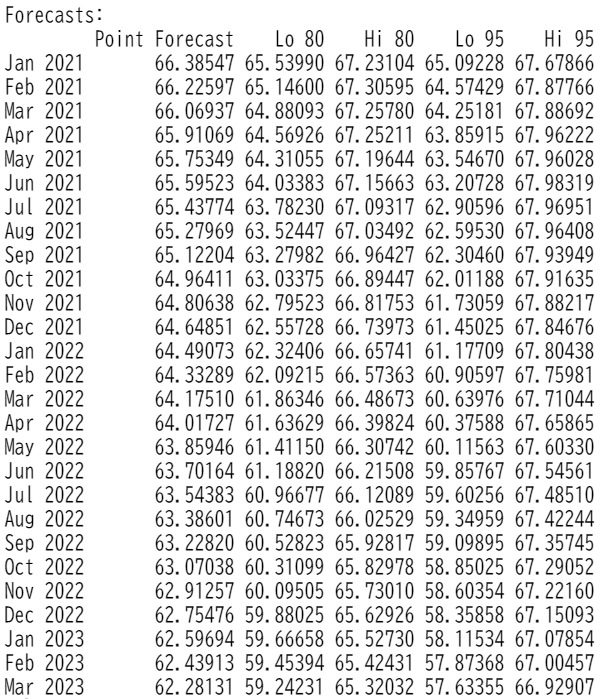 Forecasts:
Point Forecast Lo 80 Hi 80 Lo 95 Hi 95
Jan 2021 66.38547 65.53990 67.23104 65.09228 67.67866
Feb 2021 66.22597 65.14600 67.30595 64.57429 67.87766
Mar 2021 66.06937 64.88093 67.25780 64.25181 67.88692
Apr 2021 65.91069 64.56926 67.25211 63.85915 67.96222
May 2021 65.75349 64.31055 67.19644 63.54670 67.96028
Jun 2021 65.59523 64.03383 67.15663 63.20728 67.98319
Jul 2021 65.43774 63.78230 67.09317 62.90596 67.96951
Aug 2021 65.27969 63.52447 67.03492 62.59530 67.96408
Sep 2021 65.12204 63.27982 66.96427 62.30460 67.93949
Oct 2021 64.96411 63.03375 66.89447 62.01188 67.91635
Nov 2021 64.80638 62.79523 66.81753 61.73059 67.88217
Dec 2021 64.64851 62.55728 66.73973 61.45025 67.84676
Jan 2022 64.49073 62.32406 66.65741 61.17709 67.80438
Feb 2022 64.33289 62.09215 66.57363 60.90597 67.75981
Mar 2022 64.17510 61.86346 66.48673 60.63976 67.71044
Apr 2022 64.01727 61.63629 66.39824 60.37588 67.65865
May 2022 63.85946 61.41150 66.30742 60.11563 67.60330
Jun 2022 63.70164 61.18820 66.21508 59.85767 67.54561
Jul 2022 63.54383 60.96677 66.12089 59.60256 67.48510
Aug 2022 63.38601 60.74673 66.02529 59.34959 67.42244
Sep 2022 63.22820 60.52823 65.92817 59.09895 67.35745
Oct 2022 63.07038 60.31099 65.82978 58.85025 67.29052
Nov 2022 62.91257 60.09505 65.73010 58.60354 67.22160
Dec 2022 62.75476 59.88025 65.62926 58.35858 67.15093
Jan 2023 62.59694 59.66658 65.52730 58.11534 67.07854
Feb 2023 62.43913 59.45394 65.42431 57.87368 67.00457
Mar 2023 62.28131 59.24231 65.32032 57.63355 66.92907